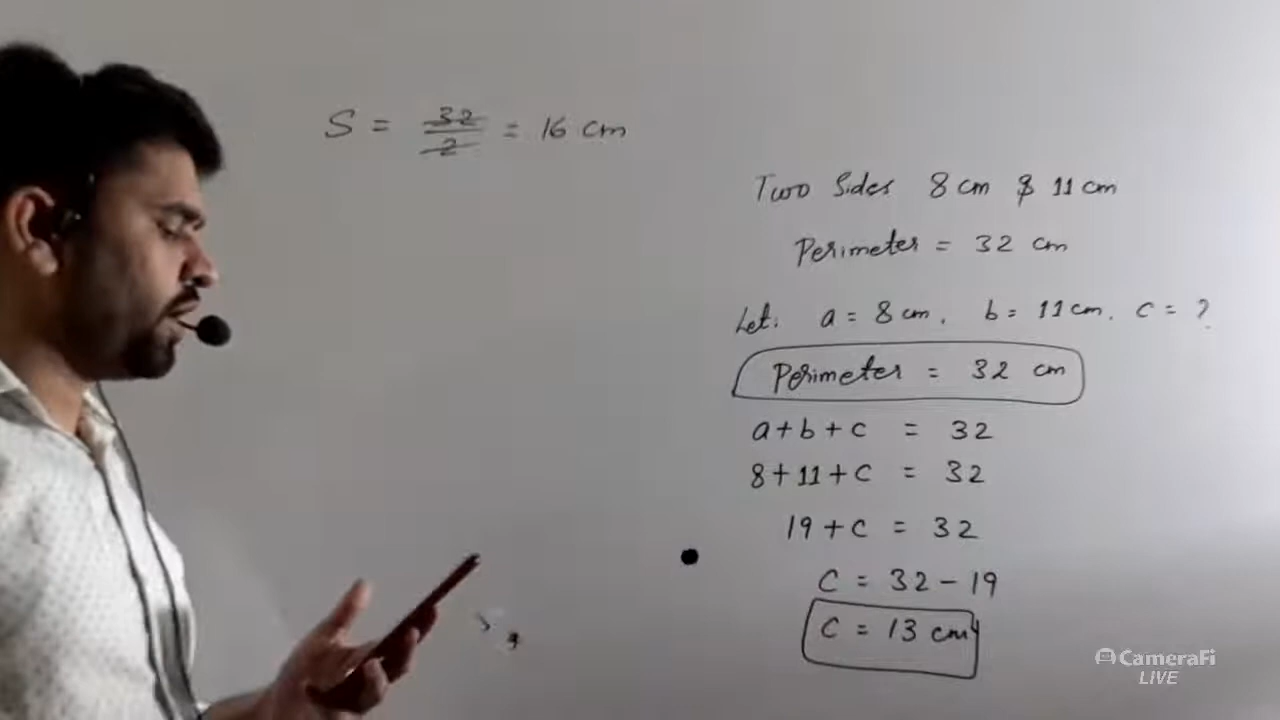 S = 32/2 = 16 cm
Two Sides 8 cm & 11 cm
Perimeter = 32 cm
Let. a = 8 cm, b = 11 cm, c = ?
Perimeter = 32 cm
a + b + c = 32
8 + 11 + c = 32
19 + c = 32
C = 32 - 19
C = 13 cm
CameraFi
LIVE